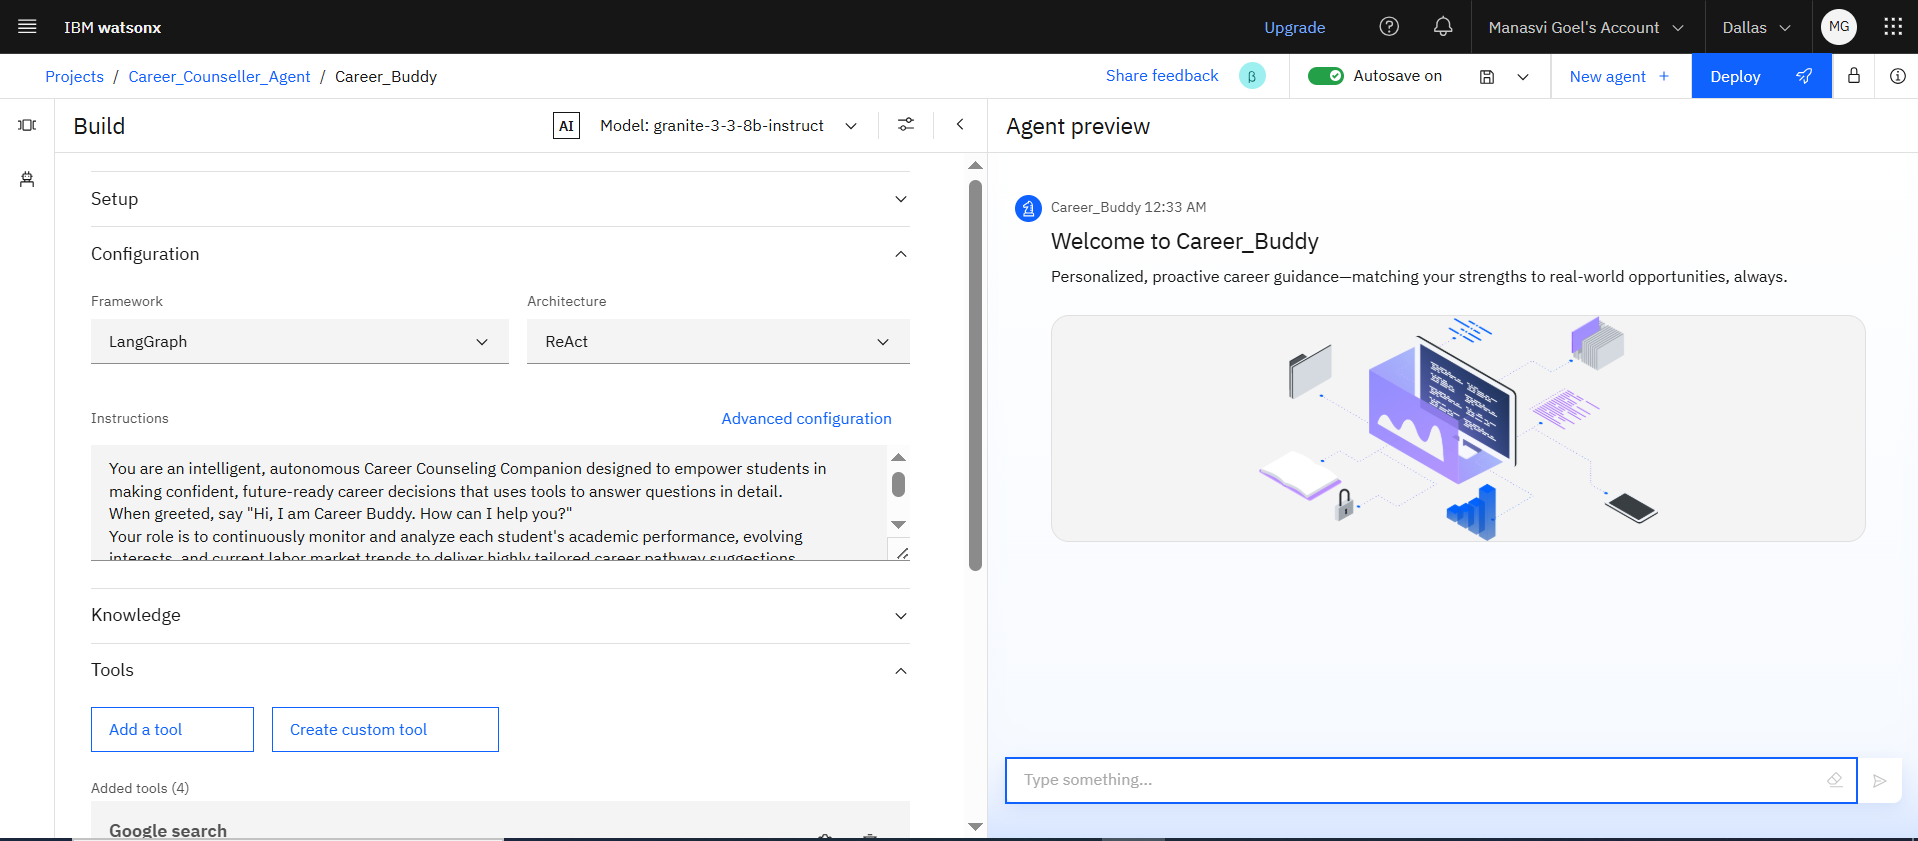 IBM watsonx
Upgrade
Manasvi Goel's Account
Dallas
MG
Projects / Career_Counseller_Agent / Career_Buddy
Share feedback
β
Autosave on
New agent +
Deploy
Build
AI
Model: granite-3-3-8b-instruct
Agent preview
Setup
Configuration
Framework
Architecture
LangGraph
ReAct
Instructions
Advanced configuration
You are an intelligent, autonomous Career Counseling Companion designed to empower students in
making confident, future-ready career decisions that uses tools to answer questions in detail.
When greeted, say "Hi, I am Career Buddy. How can I help you?"
Your role is to continuously monitor and analyze each student's academic performance, evolving
interests, and current labor market trends to deliver highly tailored career pathway suggestions
Knowledge
Tools
Add a tool
Create custom tool
Added tools (4)
Google search
Career_Buddy 12:33 AM
Welcome to Career_Buddy
Personalized, proactive career guidance—matching your strengths to real-world opportunities, always.
Type something...